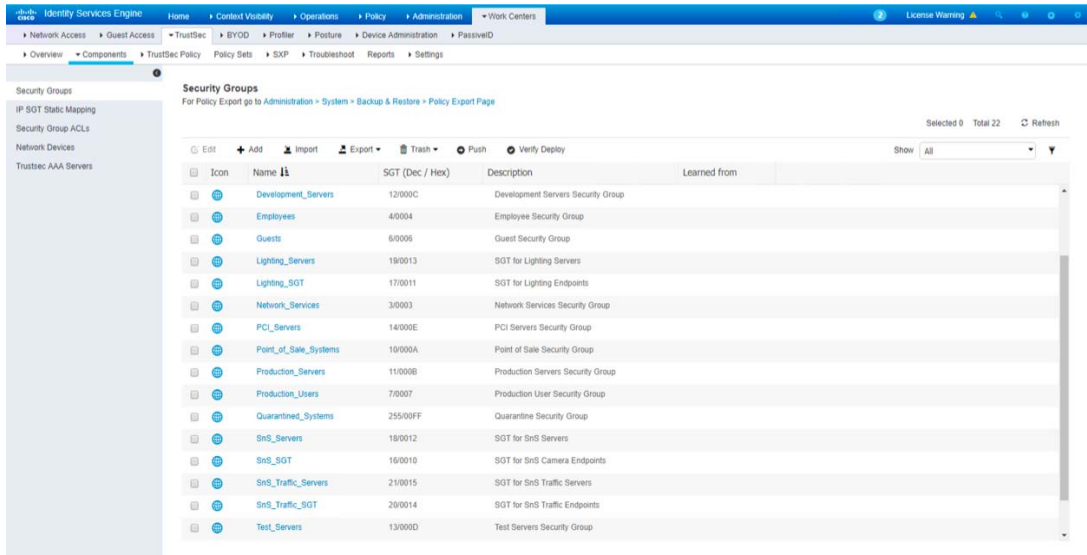 cisco Identity Services Engine Home Context Visibility Operations Policy Administration Work Centers 2 License Warning
Network Access Guest Access TrustSec BYOD Profiler Posture Device Administration PassiveID
Overview Components TrustSec Policy Policy Sets SXP Troubleshoot Reports Settings
Security Groups
IP SGT Static Mapping
Security Group ACLs
Network Devices
Trustsec AAA Servers
Security Groups
For Policy Export go to Administration > System > Backup & Restore > Policy Export Page
Selected 0 Total 22 Refresh
Edit Add Import Export Trash Push Verify Deploy Show All
Icon Name SGT (Dec / Hex) Description Learned from
Development_Servers 12/000C Development Servers Security Group
Employees 4/0004 Employee Security Group
Guests 6/0006 Guest Security Group
Lighting_Servers 19/0013 SGT for Lighting Servers
Lighting_SGT 17/0011 SGT for Lighting Endpoints
Network_Services 3/0003 Network Services Security Group
PCI_Servers 14/000E PCI Servers Security Group
Point_of_Sale_Systems 10/000A Point of Sale Security Group
Production_Servers 11/000B Production Servers Security Group
Production_Users 7/0007 Production User Security Group
Quarantined_Systems 255/00FF Quarantine Security Group
SnS_Servers 18/0012 SGT for SnS Servers
SnS_SGT 16/0010 SGT for SnS Camera Endpoints
SnS_Traffic_Servers 21/0015 SGT for SnS Traffic Servers
SnS_Traffic_SGT 20/0014 SGT for SnS Traffic Endpoints
Test_Servers 13/000D Test Servers Security Group